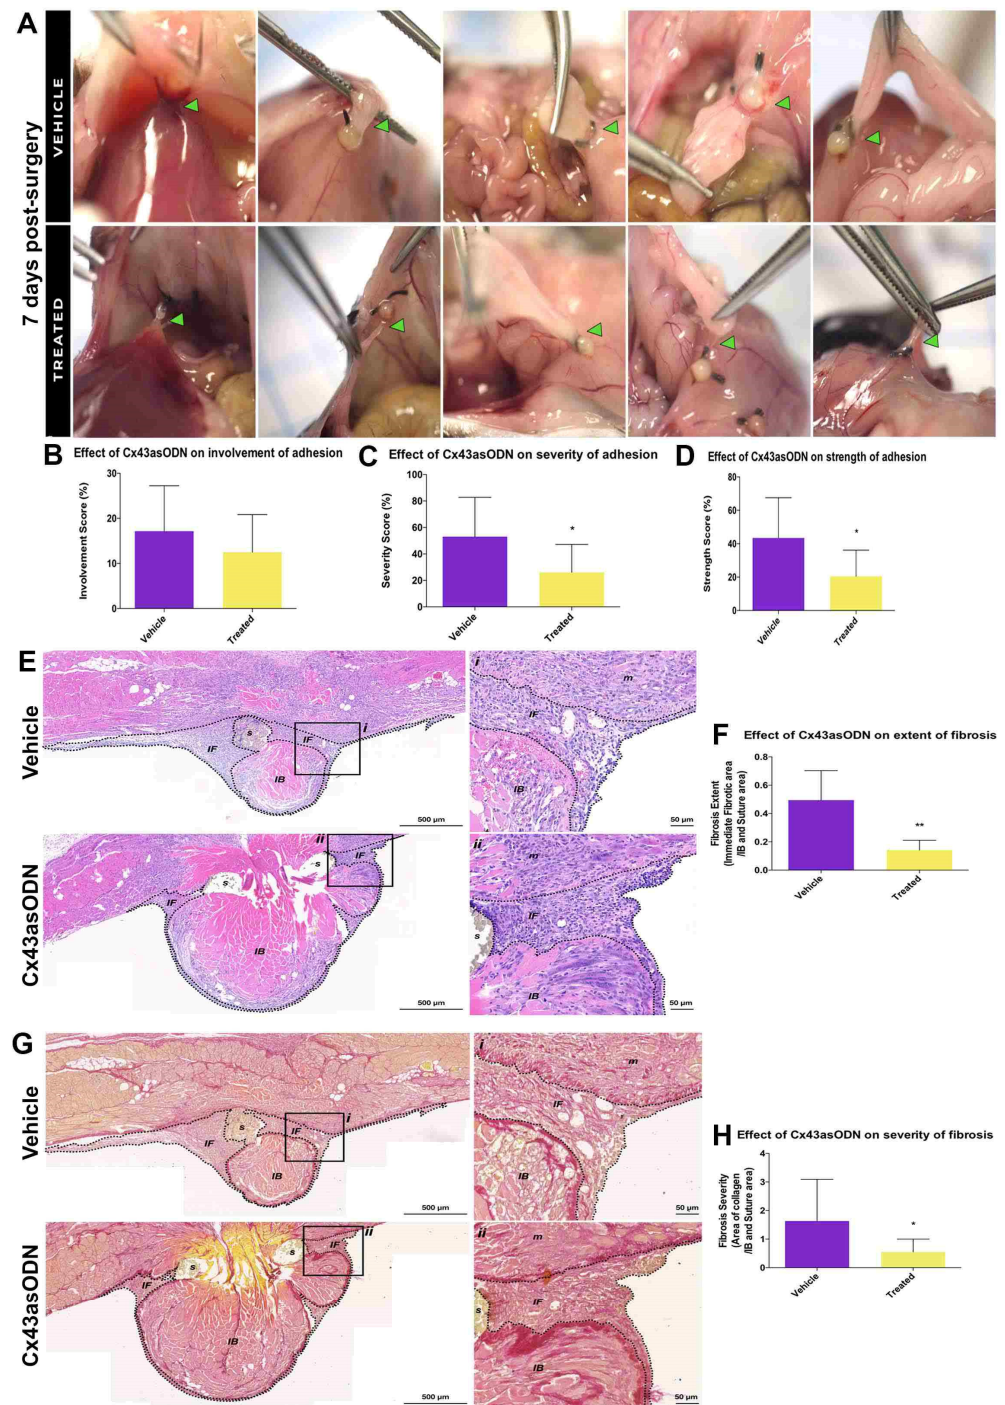 A
7 days post-surgery
VEHICLE
TREATED
B
Effect of Cx43asODN on involvement of adhesion
Involvement Score (%)
30
20
10
0
Vehicle
Treated
C
Effect of Cx43asODN on severity of adhesion
Severity Score (%)
100
80
60
40
20
0
*
Vehicle
Treated
D
Effect of Cx43asODN on strength of adhesion
Strength Score (%)
80
60
40
20
0
*
Vehicle
Treated
E
Vehicle
IF
s
IF
i
IB
500 µm
i
m
IF
IB
50 µm
Cx43asODN
IF
s
s
ii
IF
IB
500 µm
ii
m
IF
s
IB
50 µm
F
Effect of Cx43asODN on extent of fibrosis
Fibrosis Extent
(Immediate Fibrotic area
/IB and Suture area)
0.8
0.6
0.4
0.2
0.0
**
Vehicle
Treated
G
Vehicle
IF
s
IF
i
IB
500 µm
i
m
IF
IB
50 µm
Cx43asODN
IF
s
s
ii
IF
IB
500 µm
ii
m
IF
s
IB
50 µm
H
Effect of Cx43asODN on severity of fibrosis
Fibrosis Severity
(Area of collagen
/IB and Suture area)
4
3
2
1
0
*
Vehicle
Treated